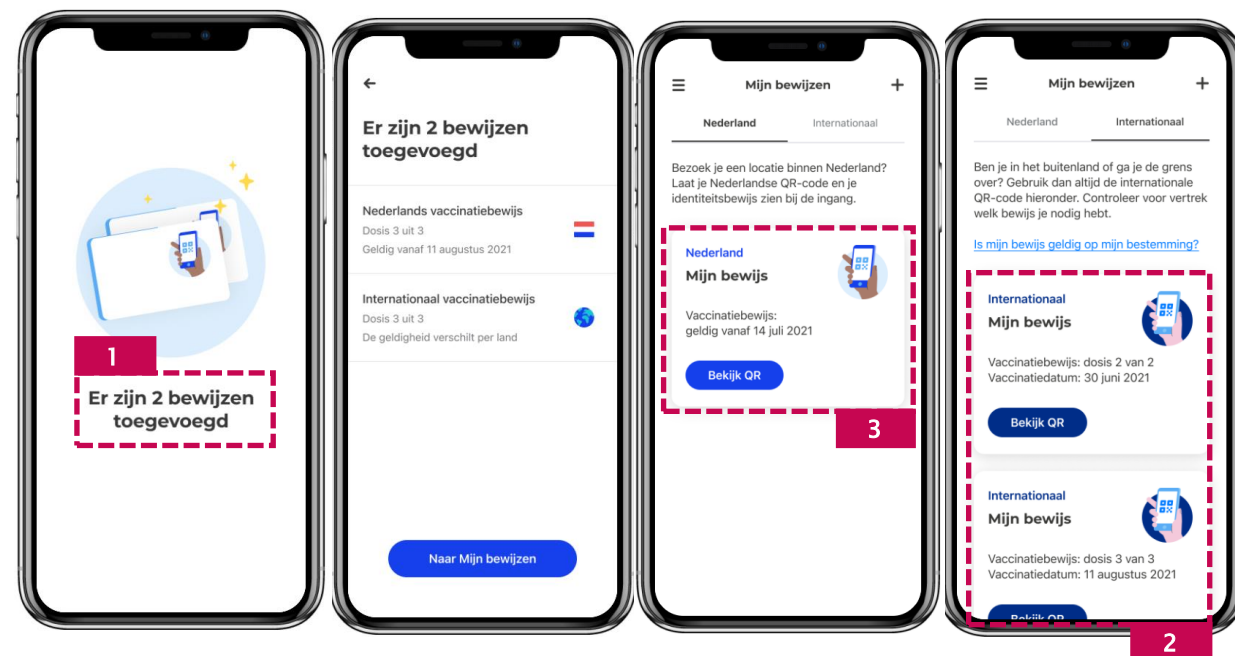 1
Er zijn 2 bewijzen
toegevoegd
Er zijn 2 bewijzen
toegevoegd
Nederlands vaccinatiebewijs
Dosis 3 uit 3
Geldig vanaf 11 augustus 2021
Internationaal vaccinatiebewijs
Dosis 3 uit 3
De geldigheid verschilt per land
Naar Mijn bewijzen
Mijn bewijzen
Nederland Internationaal
Bezoek je een locatie binnen Nederland?
Laat je Nederlandse QR-code en je
identiteitsbewijs zien bij de ingang.
Nederland
Mijn bewijs
Vaccinatiebewijs:
geldig vanaf 14 juli 2021
Bekijk QR
3
Mijn bewijzen
Nederland Internationaal
Ben je in het buitenland of ga je de grens
over? Gebruik dan altijd de internationale
QR-code hieronder. Controleer voor vertrek
welk bewijs je nodig hebt.
Is mijn bewijs geldig op mijn bestemming?
Internationaal
Mijn bewijs
Vaccinatiebewijs: dosis 2 van 2
Vaccinatiedatum: 30 juni 2021
Bekijk QR
Internationaal
Mijn bewijs
Vaccinatiebewijs: dosis 3 van 3
Vaccinatiedatum: 11 augustus 2021
Bekijk QR
2